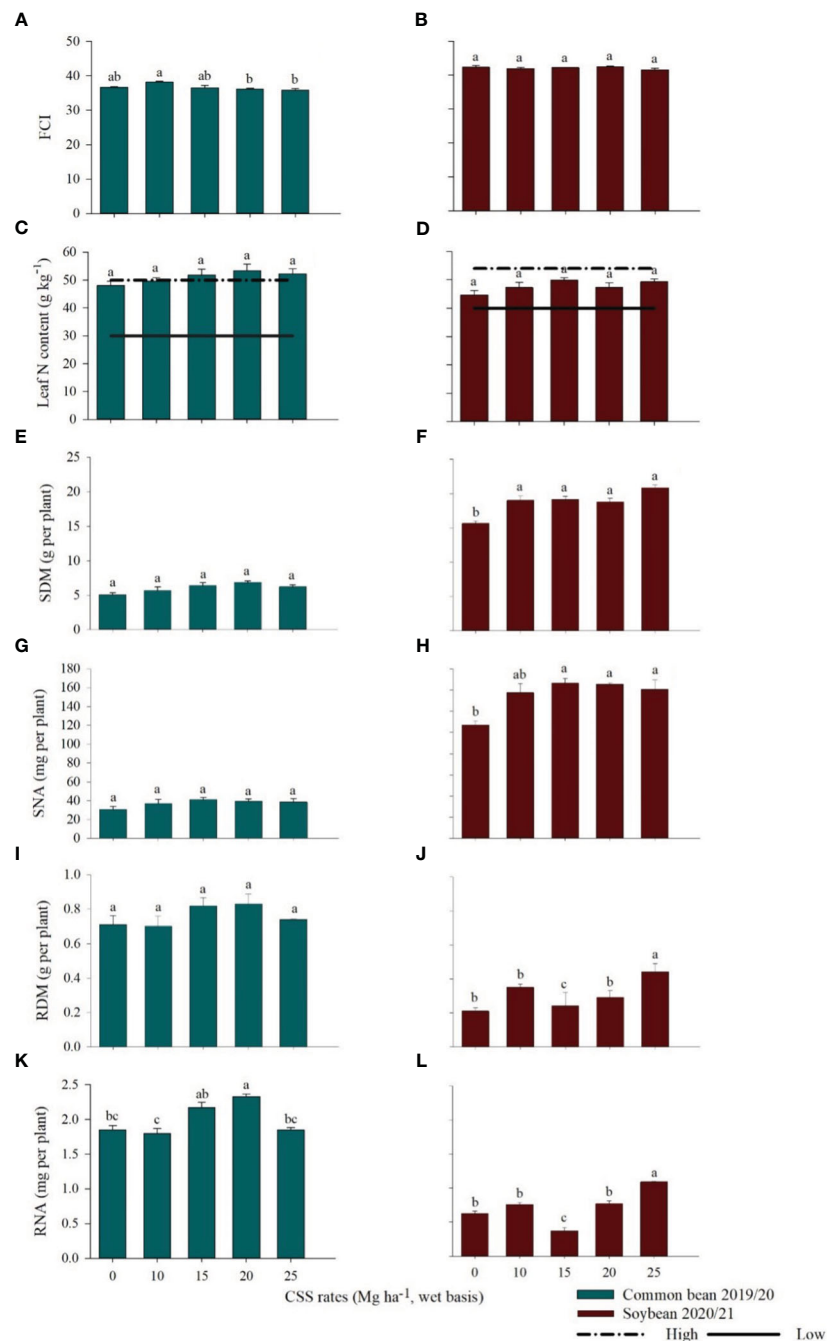 A
B
50
40
30
20
10
0
FCI
ab
a
ab
b
b
a
a
a
a
a
C
D
60
50
40
30
20
10
0
Leaf N content (g kg⁻¹)
a
a
a
a
a
a
a
a
a
a
E
F
25
20
15
10
5
0
SDM (g per plant)
a
a
a
a
a
b
a
a
a
a
G
H
180
160
140
120
100
80
60
40
20
0
SNA (mg per plant)
a
a
a
a
a
b
ab
a
a
a
I
J
1.0
0.8
0.6
0.4
0.2
0.0
RDM (g per plant)
a
a
a
a
a
b
b
c
b
a
K
L
2.5
2.0
1.5
1.0
0.5
0.0
RNA (mg per plant)
bc
c
ab
a
bc
b
b
c
b
a
0 10 15 20 25
0 10 15 20 25
CSS rates (Mg ha⁻¹, wet basis)
Common bean 2019/20
Soybean 2020/21
High
Low